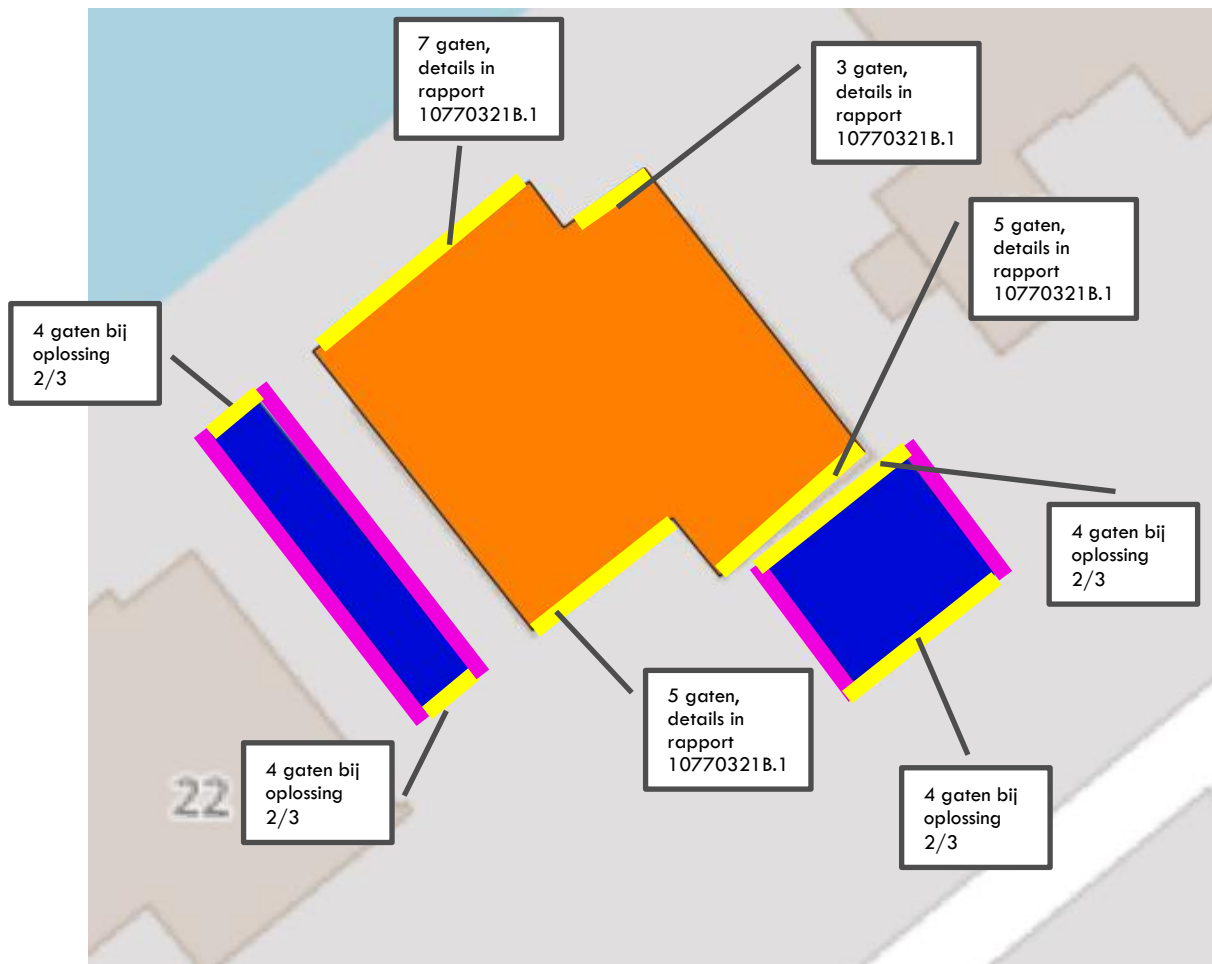 7 gaten,
details in
rapport
10770321B.1
3 gaten,
details in
rapport
10770321B.1
5 gaten,
details in
rapport
10770321B.1
4 gaten bij
oplossing
2/3
4 gaten bij
oplossing
2/3
5 gaten,
details in
rapport
10770321B.1
4 gaten bij
oplossing
2/3
22
4 gaten bij
oplossing
2/3